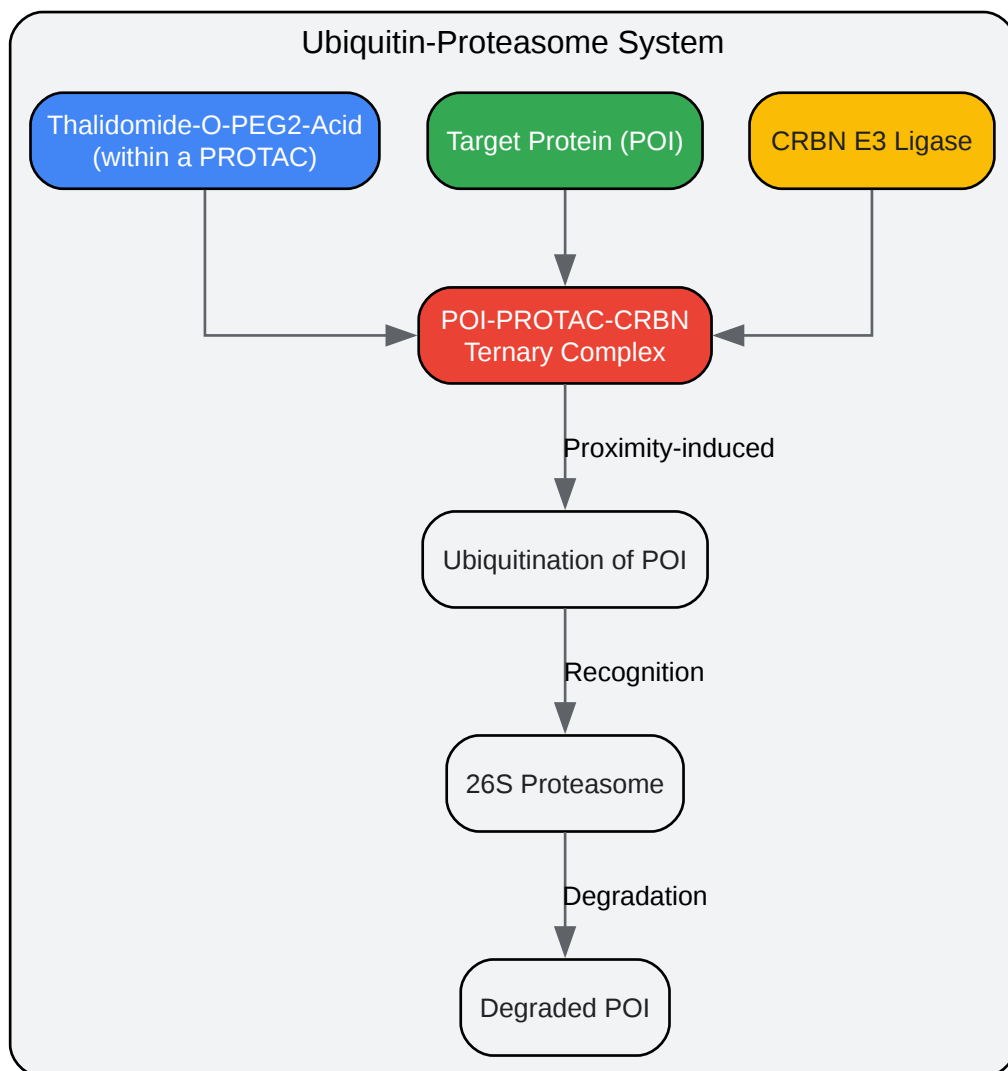 Ubiquitin-Proteasome System
Thalidomide-O-PEG2-Acid
(within a PROTAC)
Target Protein (POI)
CRBN E3 Ligase
POI-PROTAC-CRBN
Ternary Complex
Proximity-induced
Ubiquitination of POI
Recognition
26S Proteasome
Degradation
Degraded POI